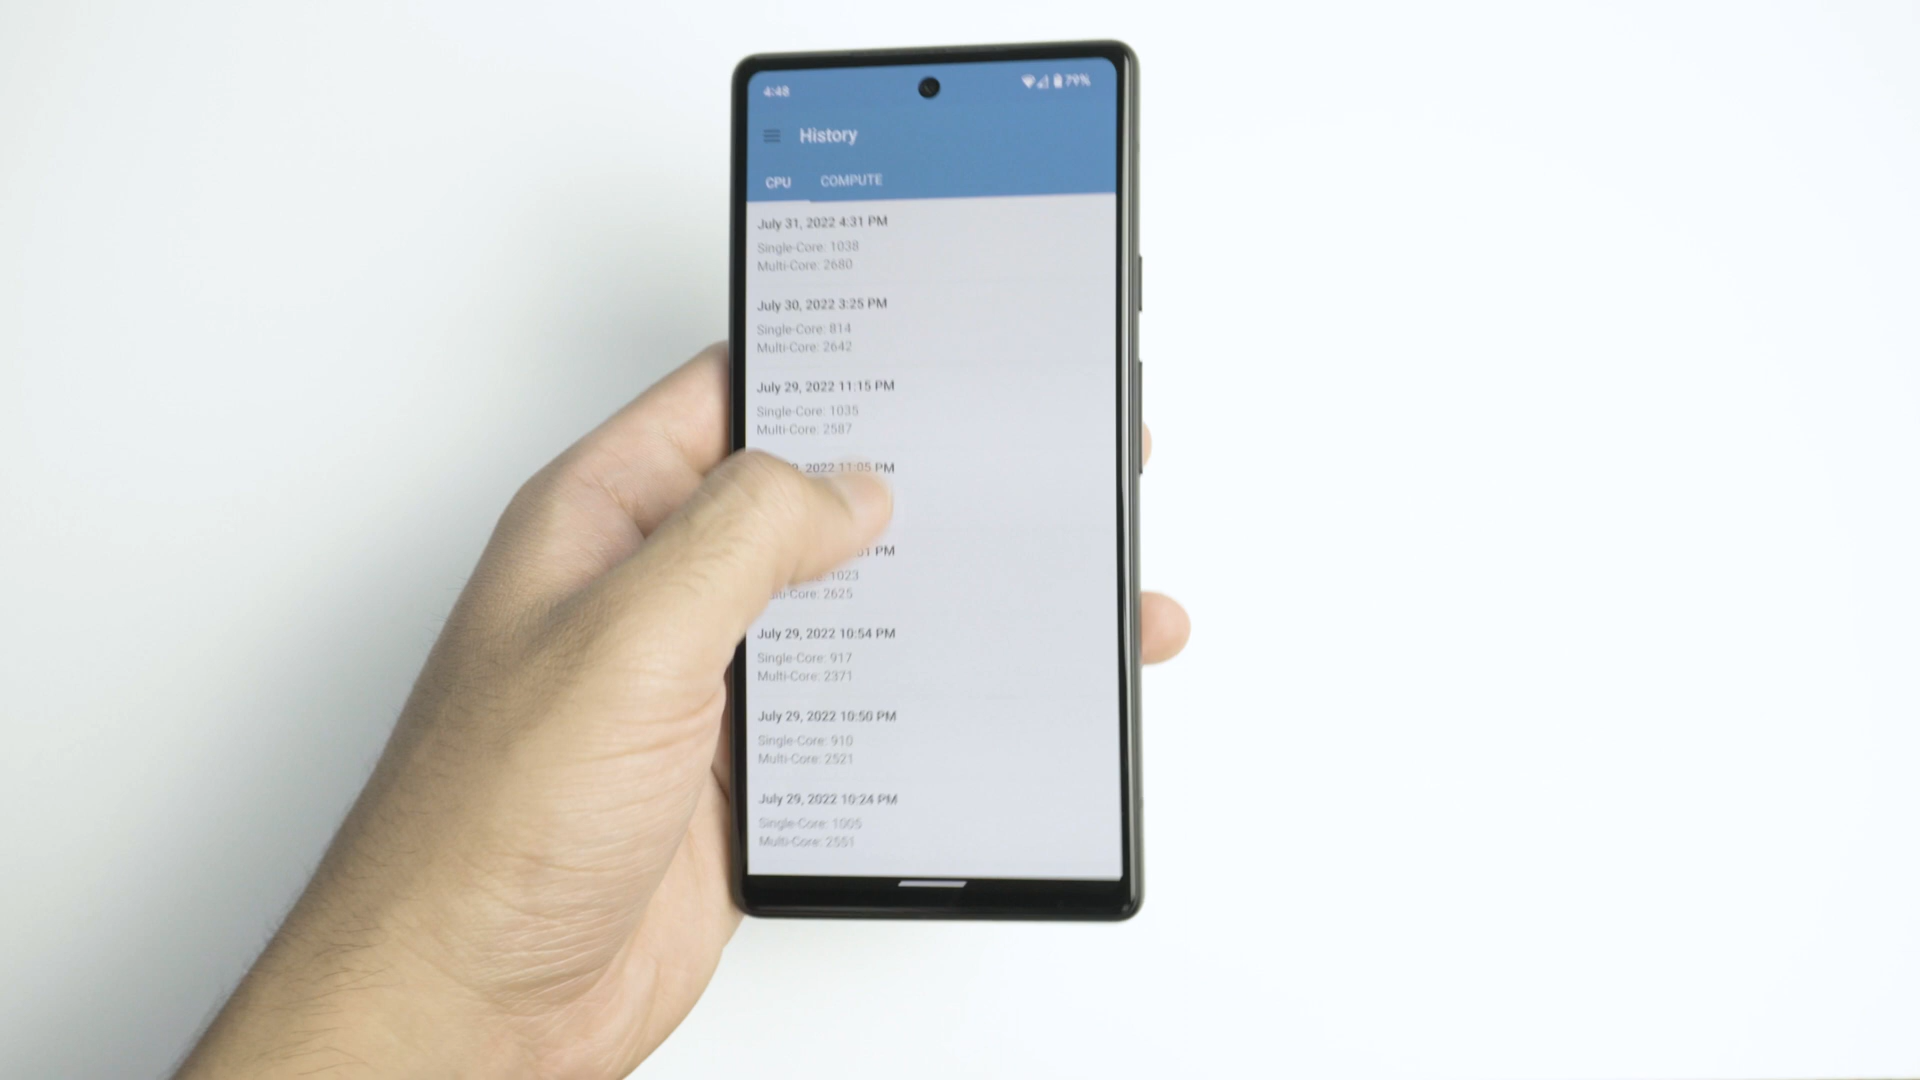 4:48 79%
History
CPU COMPUTE
July 31, 2022 4:31 PM
Single-Core: 1038
Multi-Core: 2680
July 30, 2022 3:25 PM
Single-Core: 814
Multi-Core: 2642
July 29, 2022 11:15 PM
Single-Core: 1035
Multi-Core: 2587
2022 11:05 PM
PM
1023
Core: 2625
July 29, 2022 10:54 PM
Single-Core: 917
Multi-Core: 2371
July 29, 2022 10:50 PM
Single-Core: 910
Multi-Core: 2521
July 29, 2022 10:24 PM
Single-Core: 1005
Multi-Core: 2551